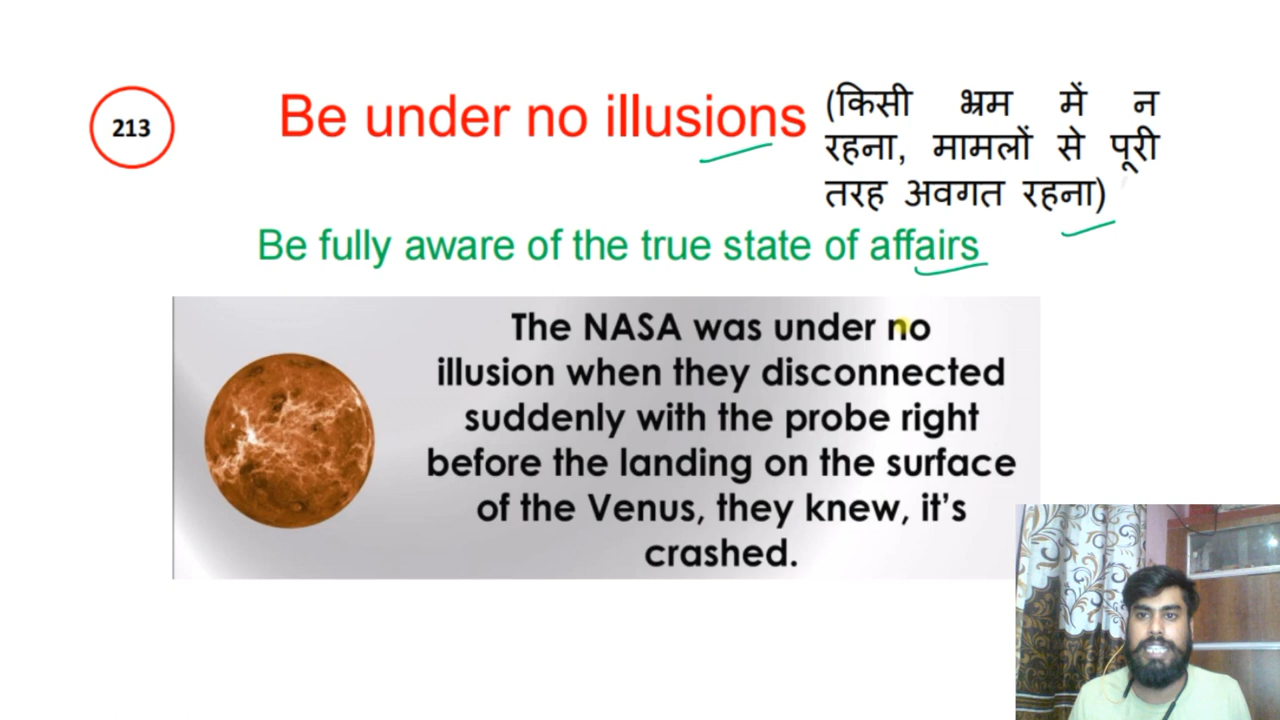 213
Be under no illusions
(किसी भ्रम में न
रहना, मामलों से पूरी
तरह अवगत रहना)
Be fully aware of the true state of affairs
The NASA was under no
illusion when they disconnected
suddenly with the probe right
before the landing on the surface
of the Venus, they knew, it's
crashed.